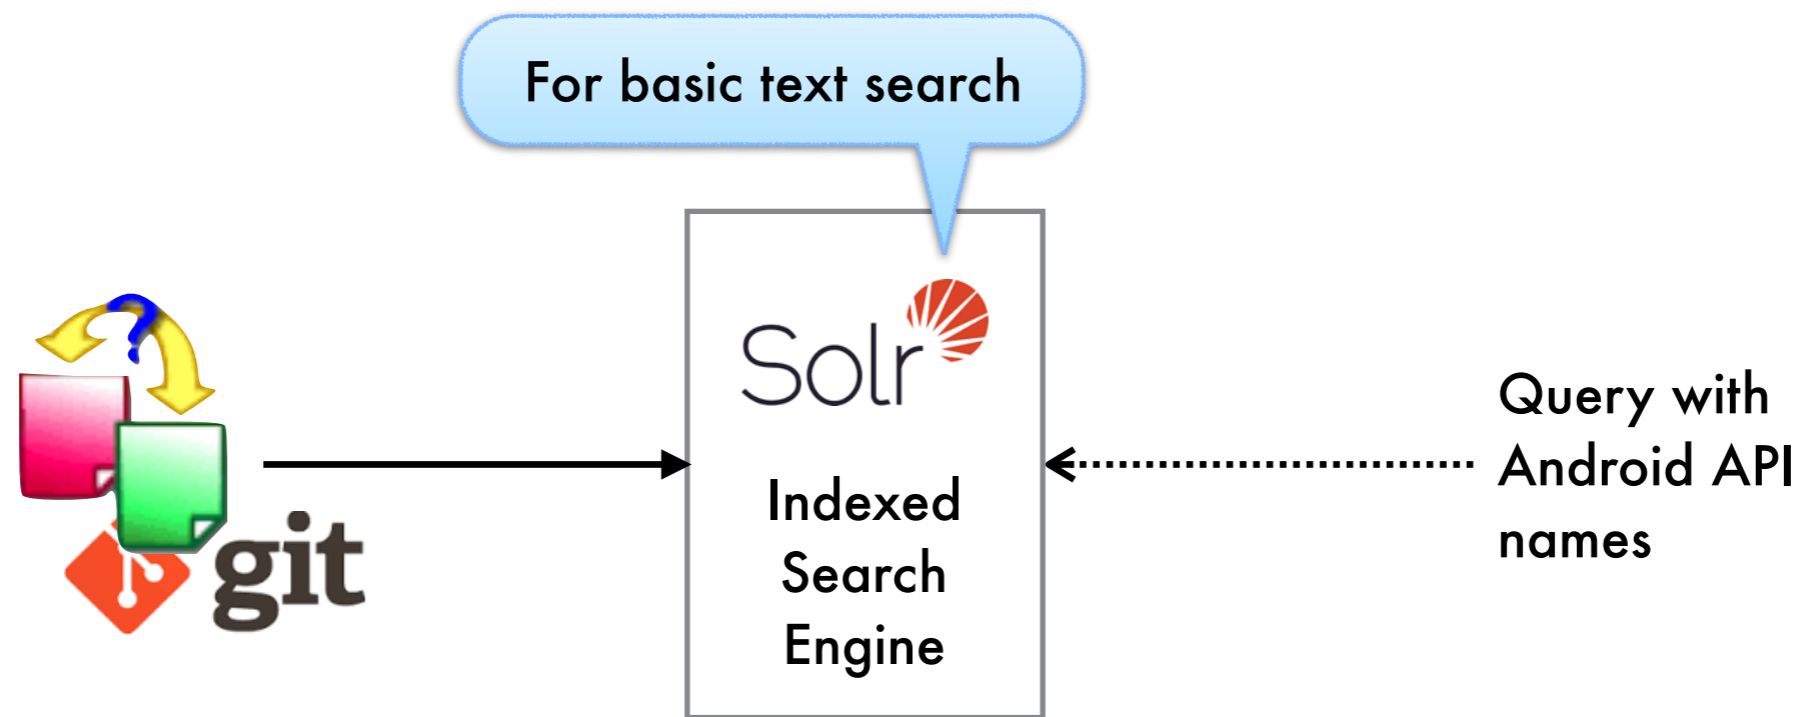 For basic text search
?
Solr
git
Indexed
Search
Engine
Query with
Android API
names